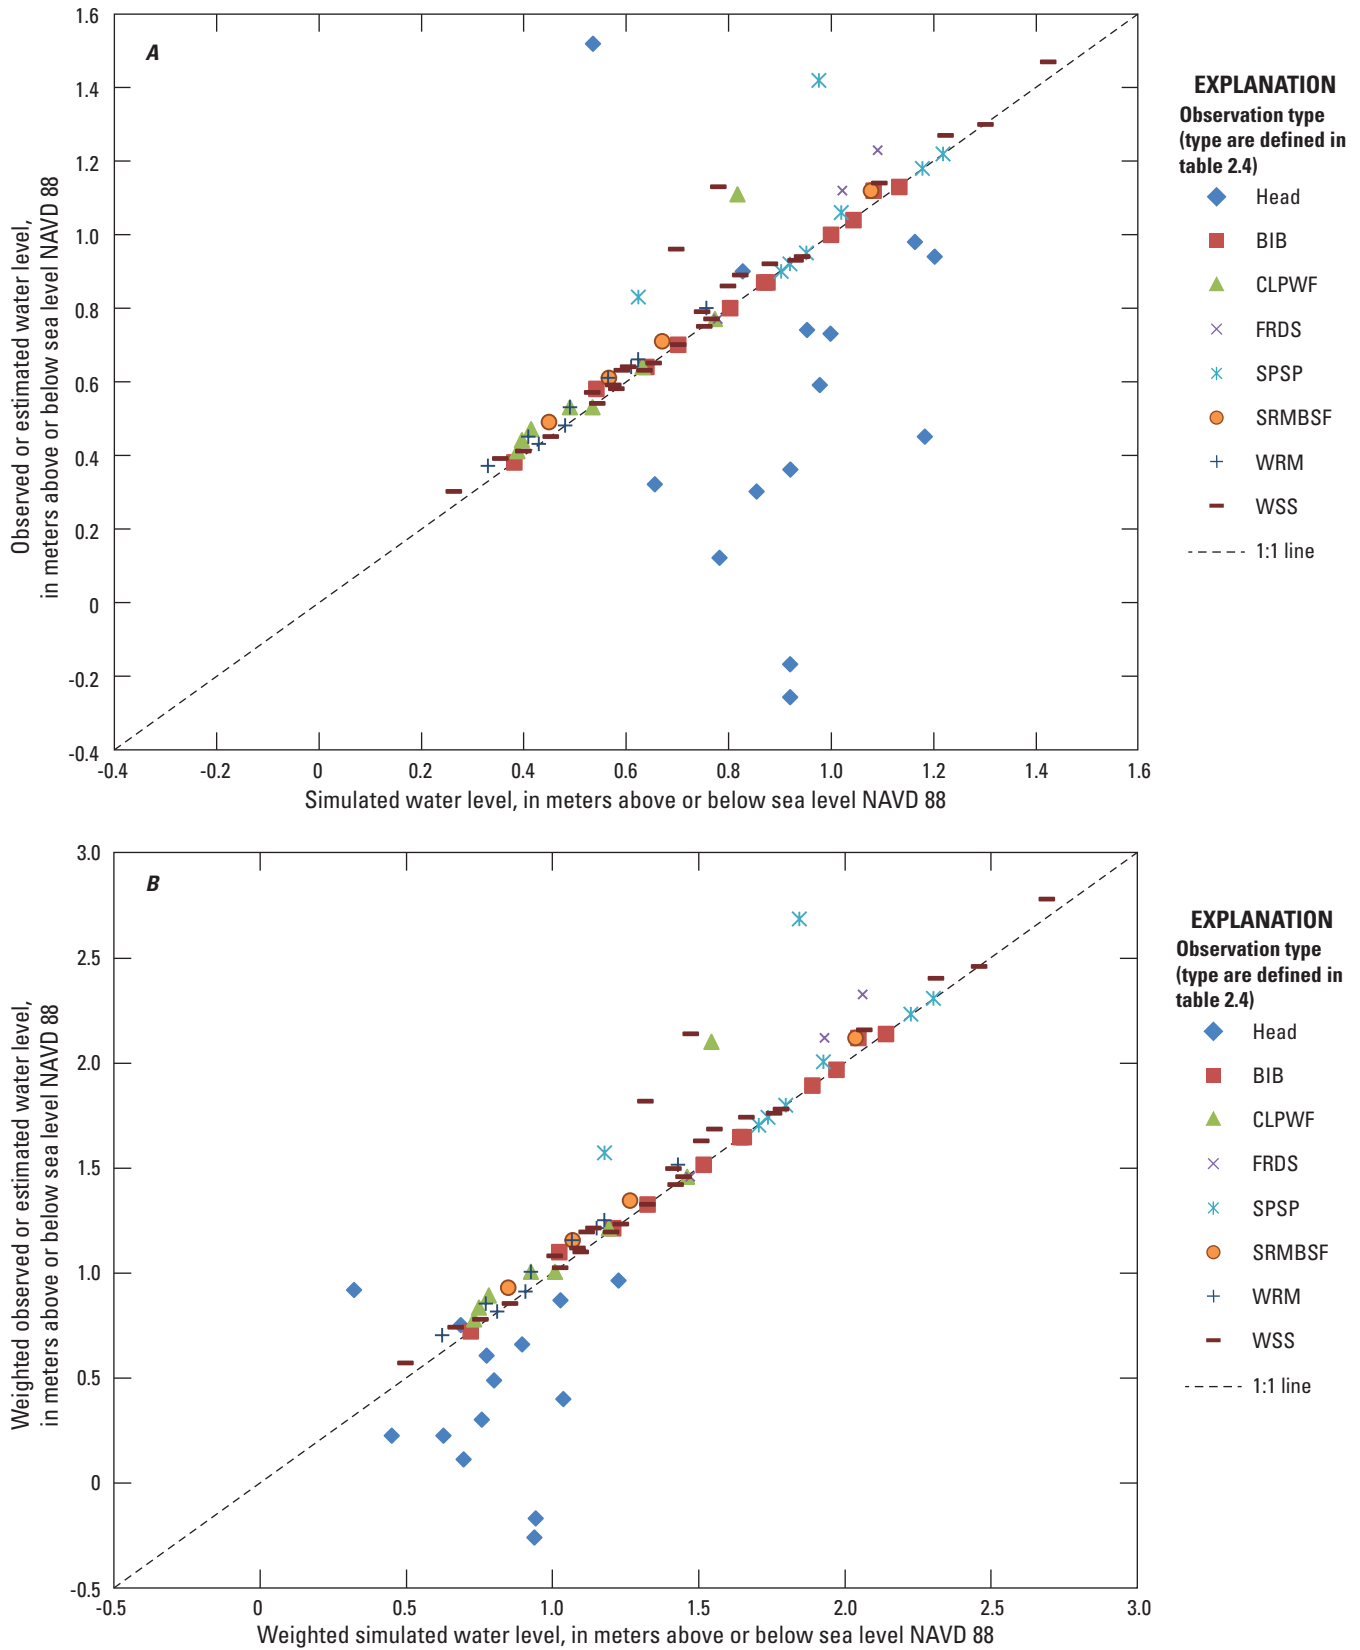 A
1.6
1.4
1.2
1.0
0.8
0.6
0.4
0.2
0
-0.2
-0.4
Observed or estimated water level,
in meters above or below sea level NAVD 88
-0.4
-0.2
0
0.2
0.4
0.6
0.8
1.0
1.2
1.4
1.6
Simulated water level, in meters above or below sea level NAVD 88
EXPLANATION
Observation type
(type are defined in
table 2.4)
Head
BIB
CLPWF
FRDS
SPSP
SRMBSF
WRM
WSS
1:1 line
B
3.0
2.5
2.0
1.5
1.0
0.5
0
-0.5
Weighted observed or estimated water level,
in meters above or below sea level NAVD 88
-0.5
0
0.5
1.0
1.5
2.0
2.5
3.0
Weighted simulated water level, in meters above or below sea level NAVD 88
EXPLANATION
Observation type
(type are defined in
table 2.4)
Head
BIB
CLPWF
FRDS
SPSP
SRMBSF
WRM
WSS
1:1 line